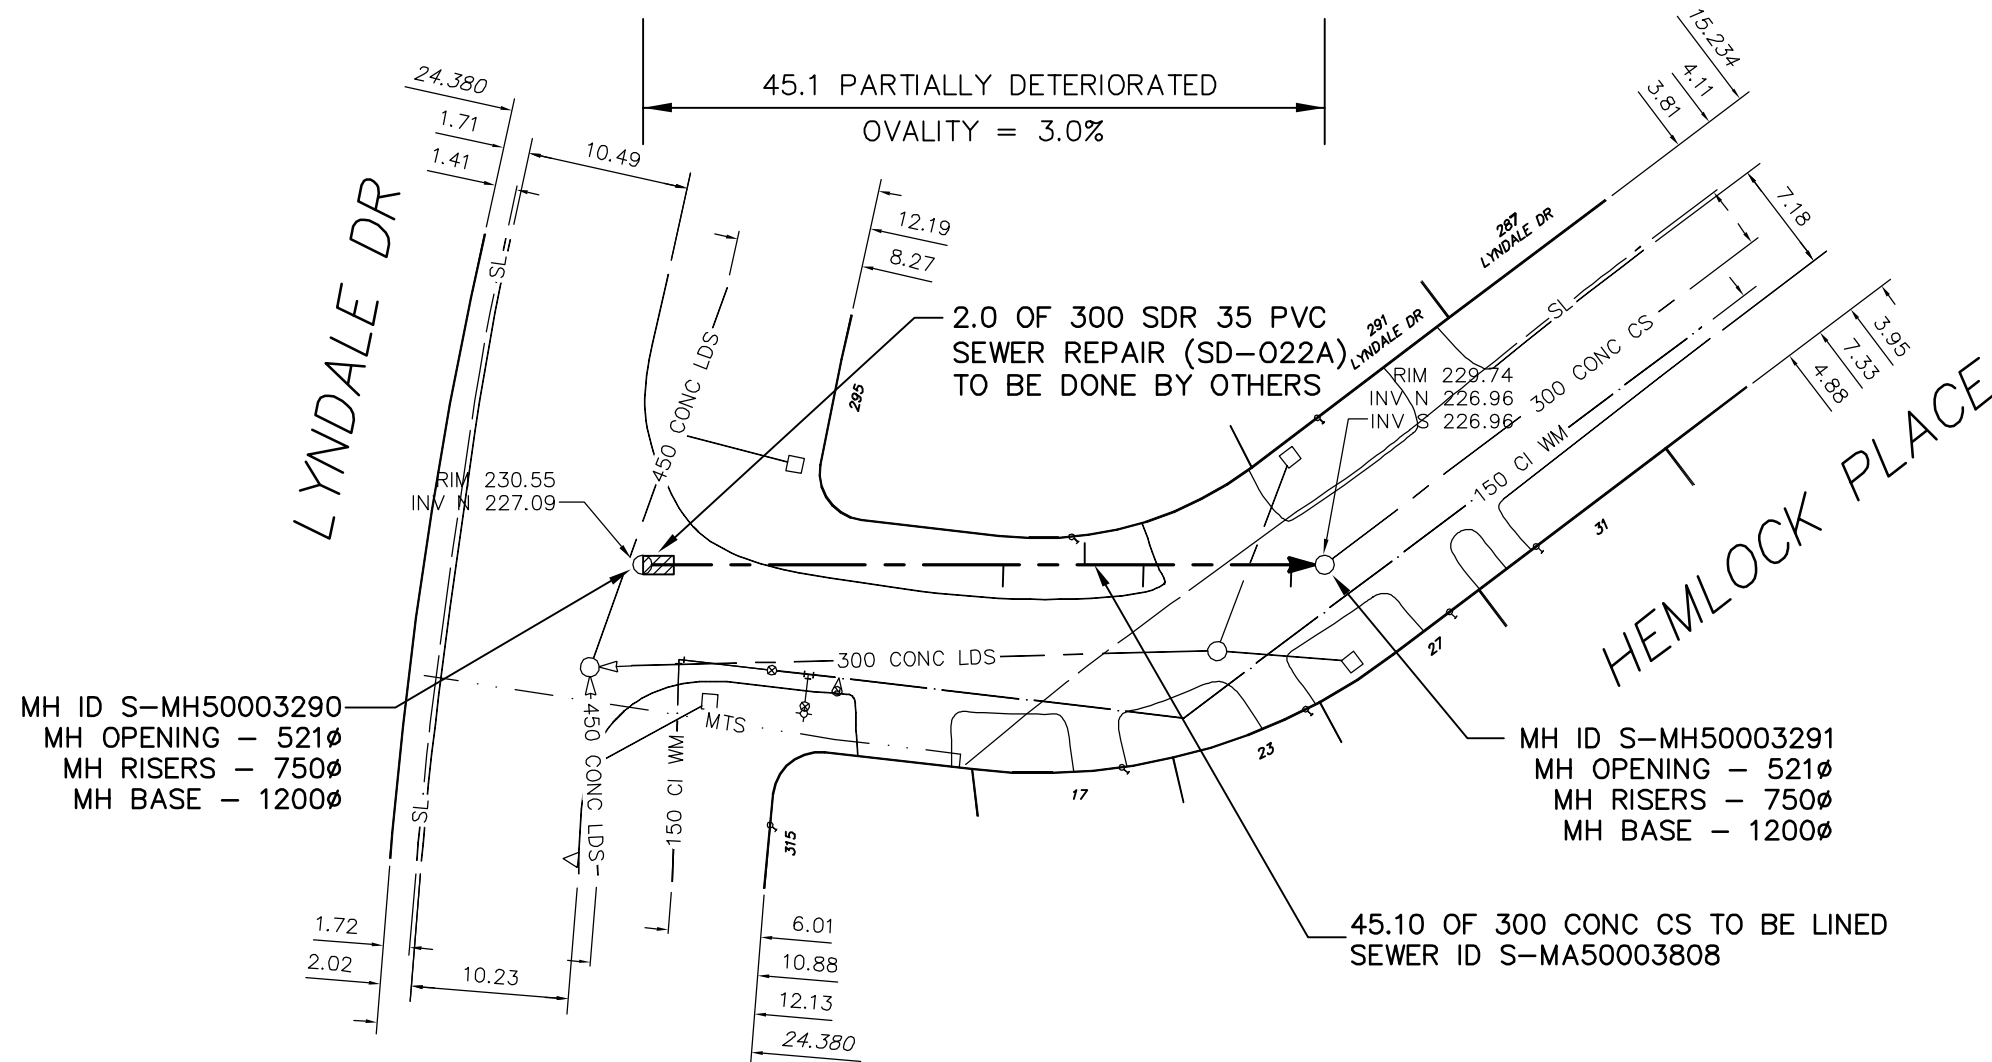 15.234
4.11
3.81
24.380
1.71
1.41
10.49
45.1 PARTIALLY DETERIORATED
OVALITY = 3.0%
12.19
8.27
7.18
3.95
7.33
4.88
LYNDALE DR
SL
450 CONC LDS
2.0 OF 300 SDR 35 PVC
SEWER REPAIR (SD-022A)
TO BE DONE BY OTHERS
295
287
LYNDALE DR
291
LYNDALE DR
SL
300 CONC CS
150 CI WM
RIM 229.74
INV N 226.96
INV S 226.96
RIM 230.55
INV N 227.09
HEMLOCK PLACE
31
27
23
17
315
300 CONC LDS
MTS
450 CONC LDS
150 CI WM
SL
MH ID S-MH50003290
MH OPENING - 521ø
MH RISERS - 750ø
MH BASE - 1200ø
MH ID S-MH50003291
MH OPENING - 521ø
MH RISERS - 750ø
MH BASE - 1200ø
45.10 OF 300 CONC CS TO BE LINED
SEWER ID S-MA50003808
1.72
2.02
10.23
6.01
10.88
12.13
24.380